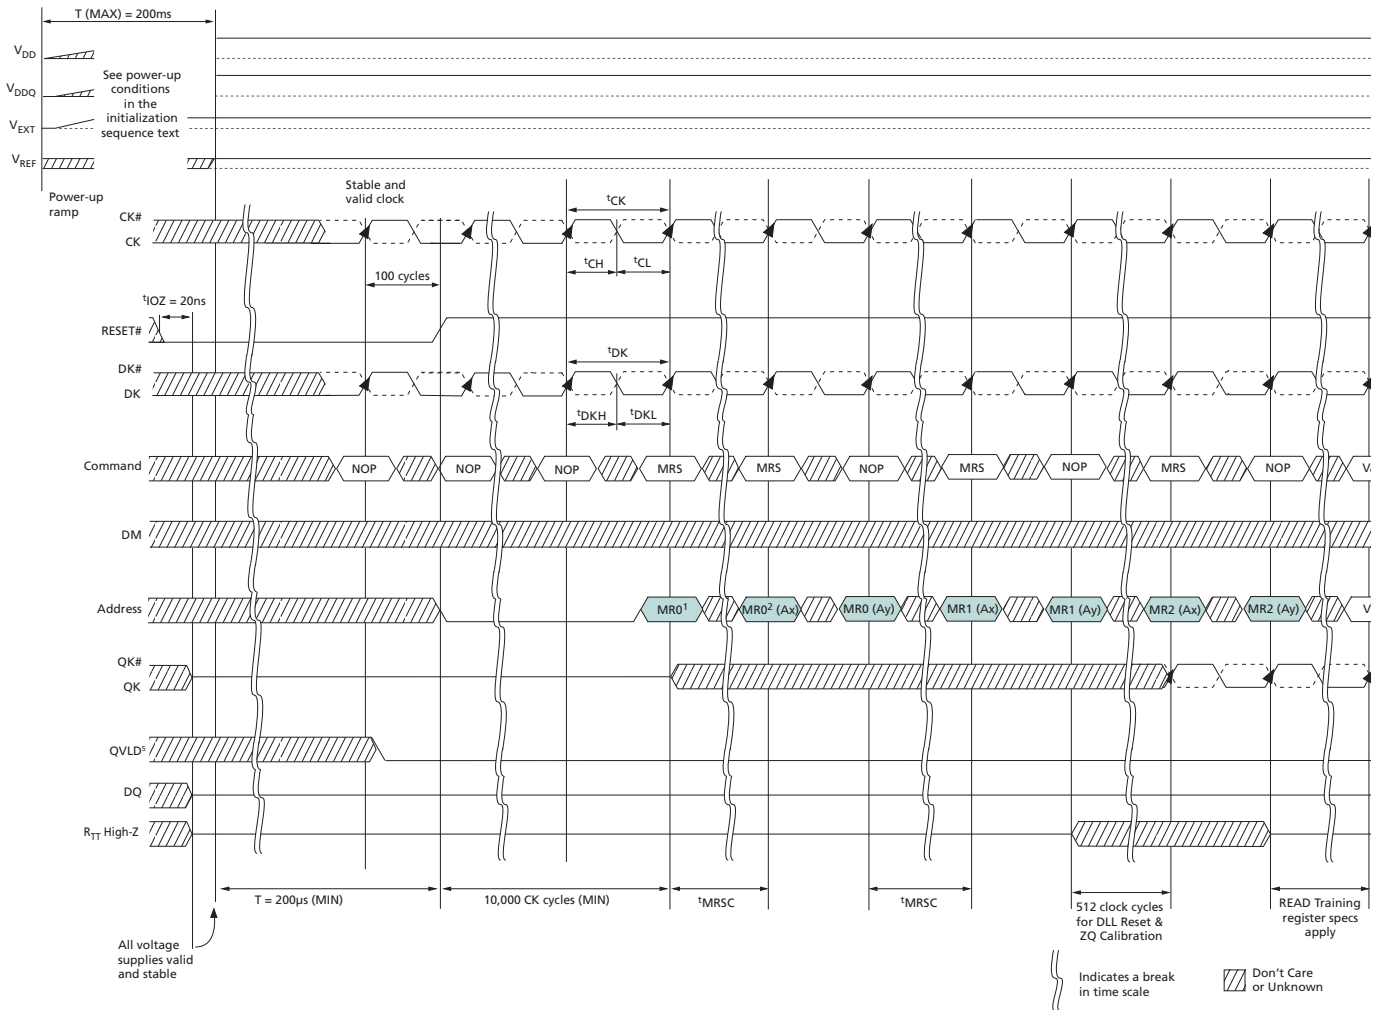 T (MAX) = 200ms
VDD
VDDQ
VEXT
VREF
See power-up
conditions
in the
initialization
sequence text
Power-up
ramp
Stable and
valid clock
CK#
CK
tCK
tCH
tCL
100 cycles
tIOZ = 20ns
RESET#
DK#
DK
tDK
tDKH
tDKL
Command
NOP
NOP
NOP
MRS
MRS
NOP
MRS
NOP
MRS
NOP
DM
Address
MR0¹
MR0² (Ax)
MR0 (Ay)
MR1 (Ax)
MR1 (Ay)
MR2 (Ax)
MR2 (Ay)
QK#
QK
QVLD⁵
DQ
RTT High-Z
T = 200μs (MIN)
10,000 CK cycles (MIN)
tMRSC
tMRSC
512 clock cycles
for DLL Reset &
ZQ Calibration
READ Training
register specs
apply
All voltage
supplies valid
and stable
Indicates a break
in time scale
Don't Care
or Unknown